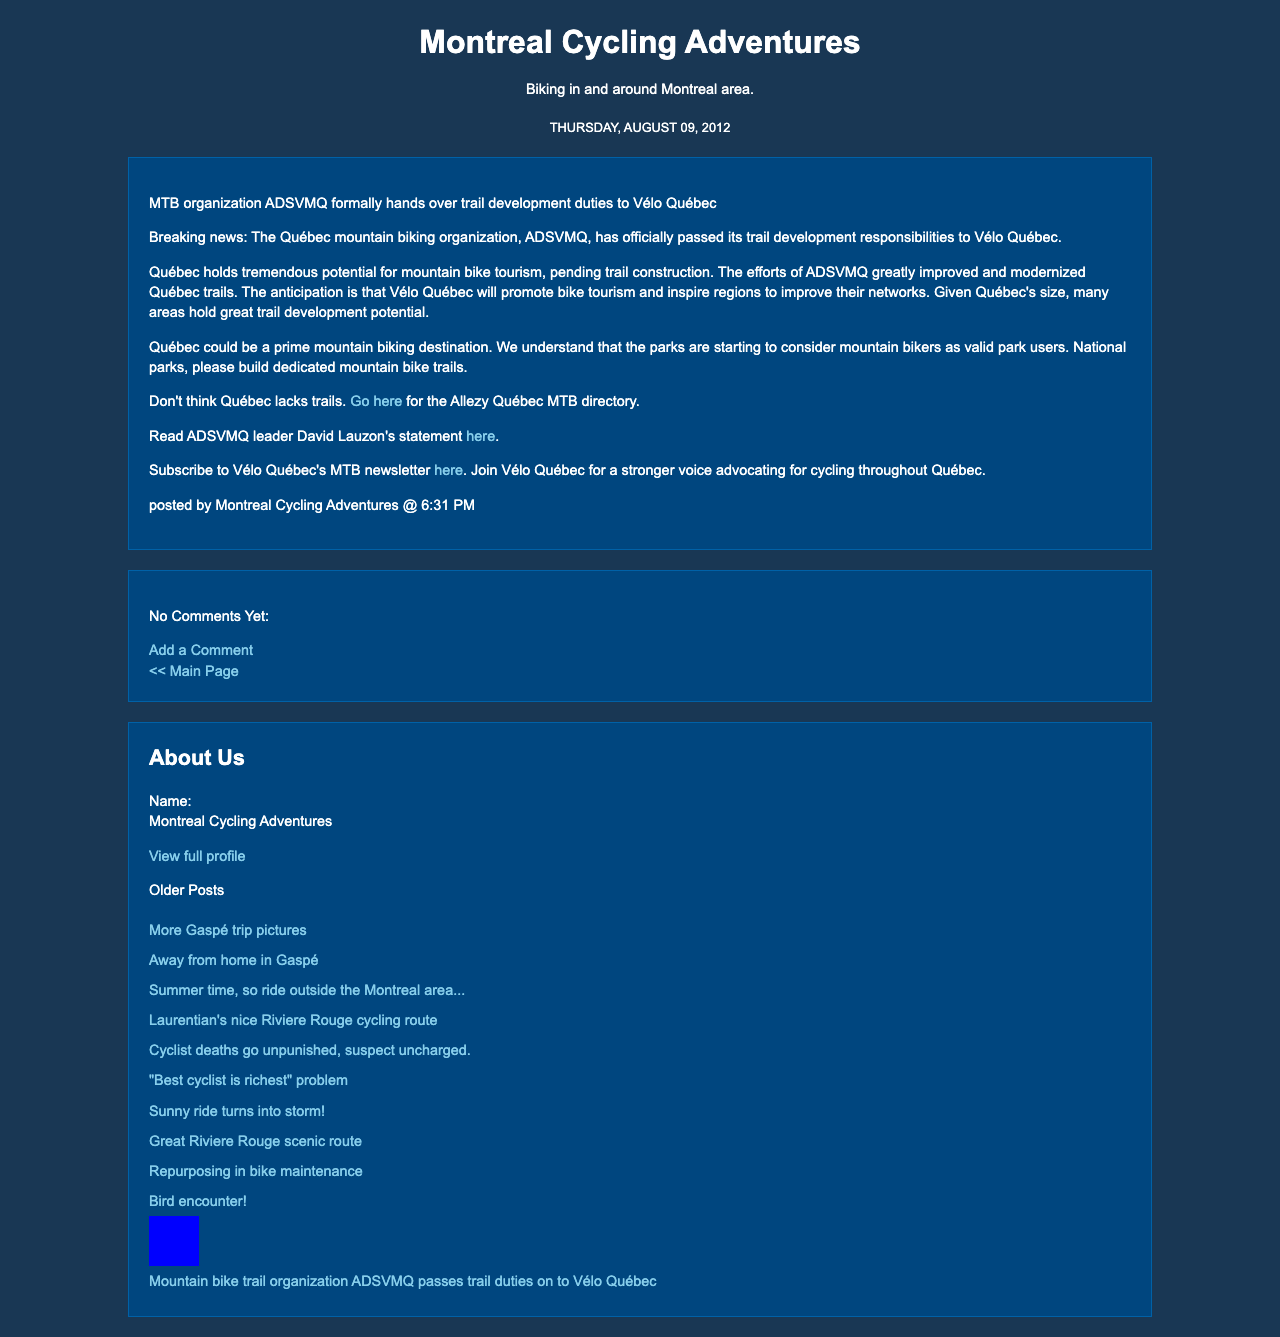 Montreal Cycling Adventures
Biking in and around Montreal area.
THURSDAY, AUGUST 09, 2012
MTB organization ADSVMQ formally hands over trail development duties to Vélo Québec
Breaking news: The Québec mountain biking organization, ADSVMQ, has officially passed its trail development responsibilities to Vélo Québec.
Québec holds tremendous potential for mountain bike tourism, pending trail construction. The efforts of ADSVMQ greatly improved and modernized
Québec trails. The anticipation is that Vélo Québec will promote bike tourism and inspire regions to improve their networks. Given Québec's size, many
areas hold great trail development potential.
Québec could be a prime mountain biking destination. We understand that the parks are starting to consider mountain bikers as valid park users. National
parks, please build dedicated mountain bike trails.
Don't think Québec lacks trails. Go here for the Allezy Québec MTB directory.
Read ADSVMQ leader David Lauzon's statement here.
Subscribe to Vélo Québec's MTB newsletter here. Join Vélo Québec for a stronger voice advocating for cycling throughout Québec.
posted by Montreal Cycling Adventures @ 6:31 PM
No Comments Yet:
Add a Comment
<< Main Page
About Us
Name:
Montreal Cycling Adventures
View full profile
Older Posts
More Gaspé trip pictures
Away from home in Gaspé
Summer time, so ride outside the Montreal area...
Laurentian's nice Riviere Rouge cycling route
Cyclist deaths go unpunished, suspect uncharged.
"Best cyclist is richest" problem
Sunny ride turns into storm!
Great Riviere Rouge scenic route
Repurposing in bike maintenance
Bird encounter!
Mountain bike trail organization ADSVMQ passes trail duties on to Vélo Québec